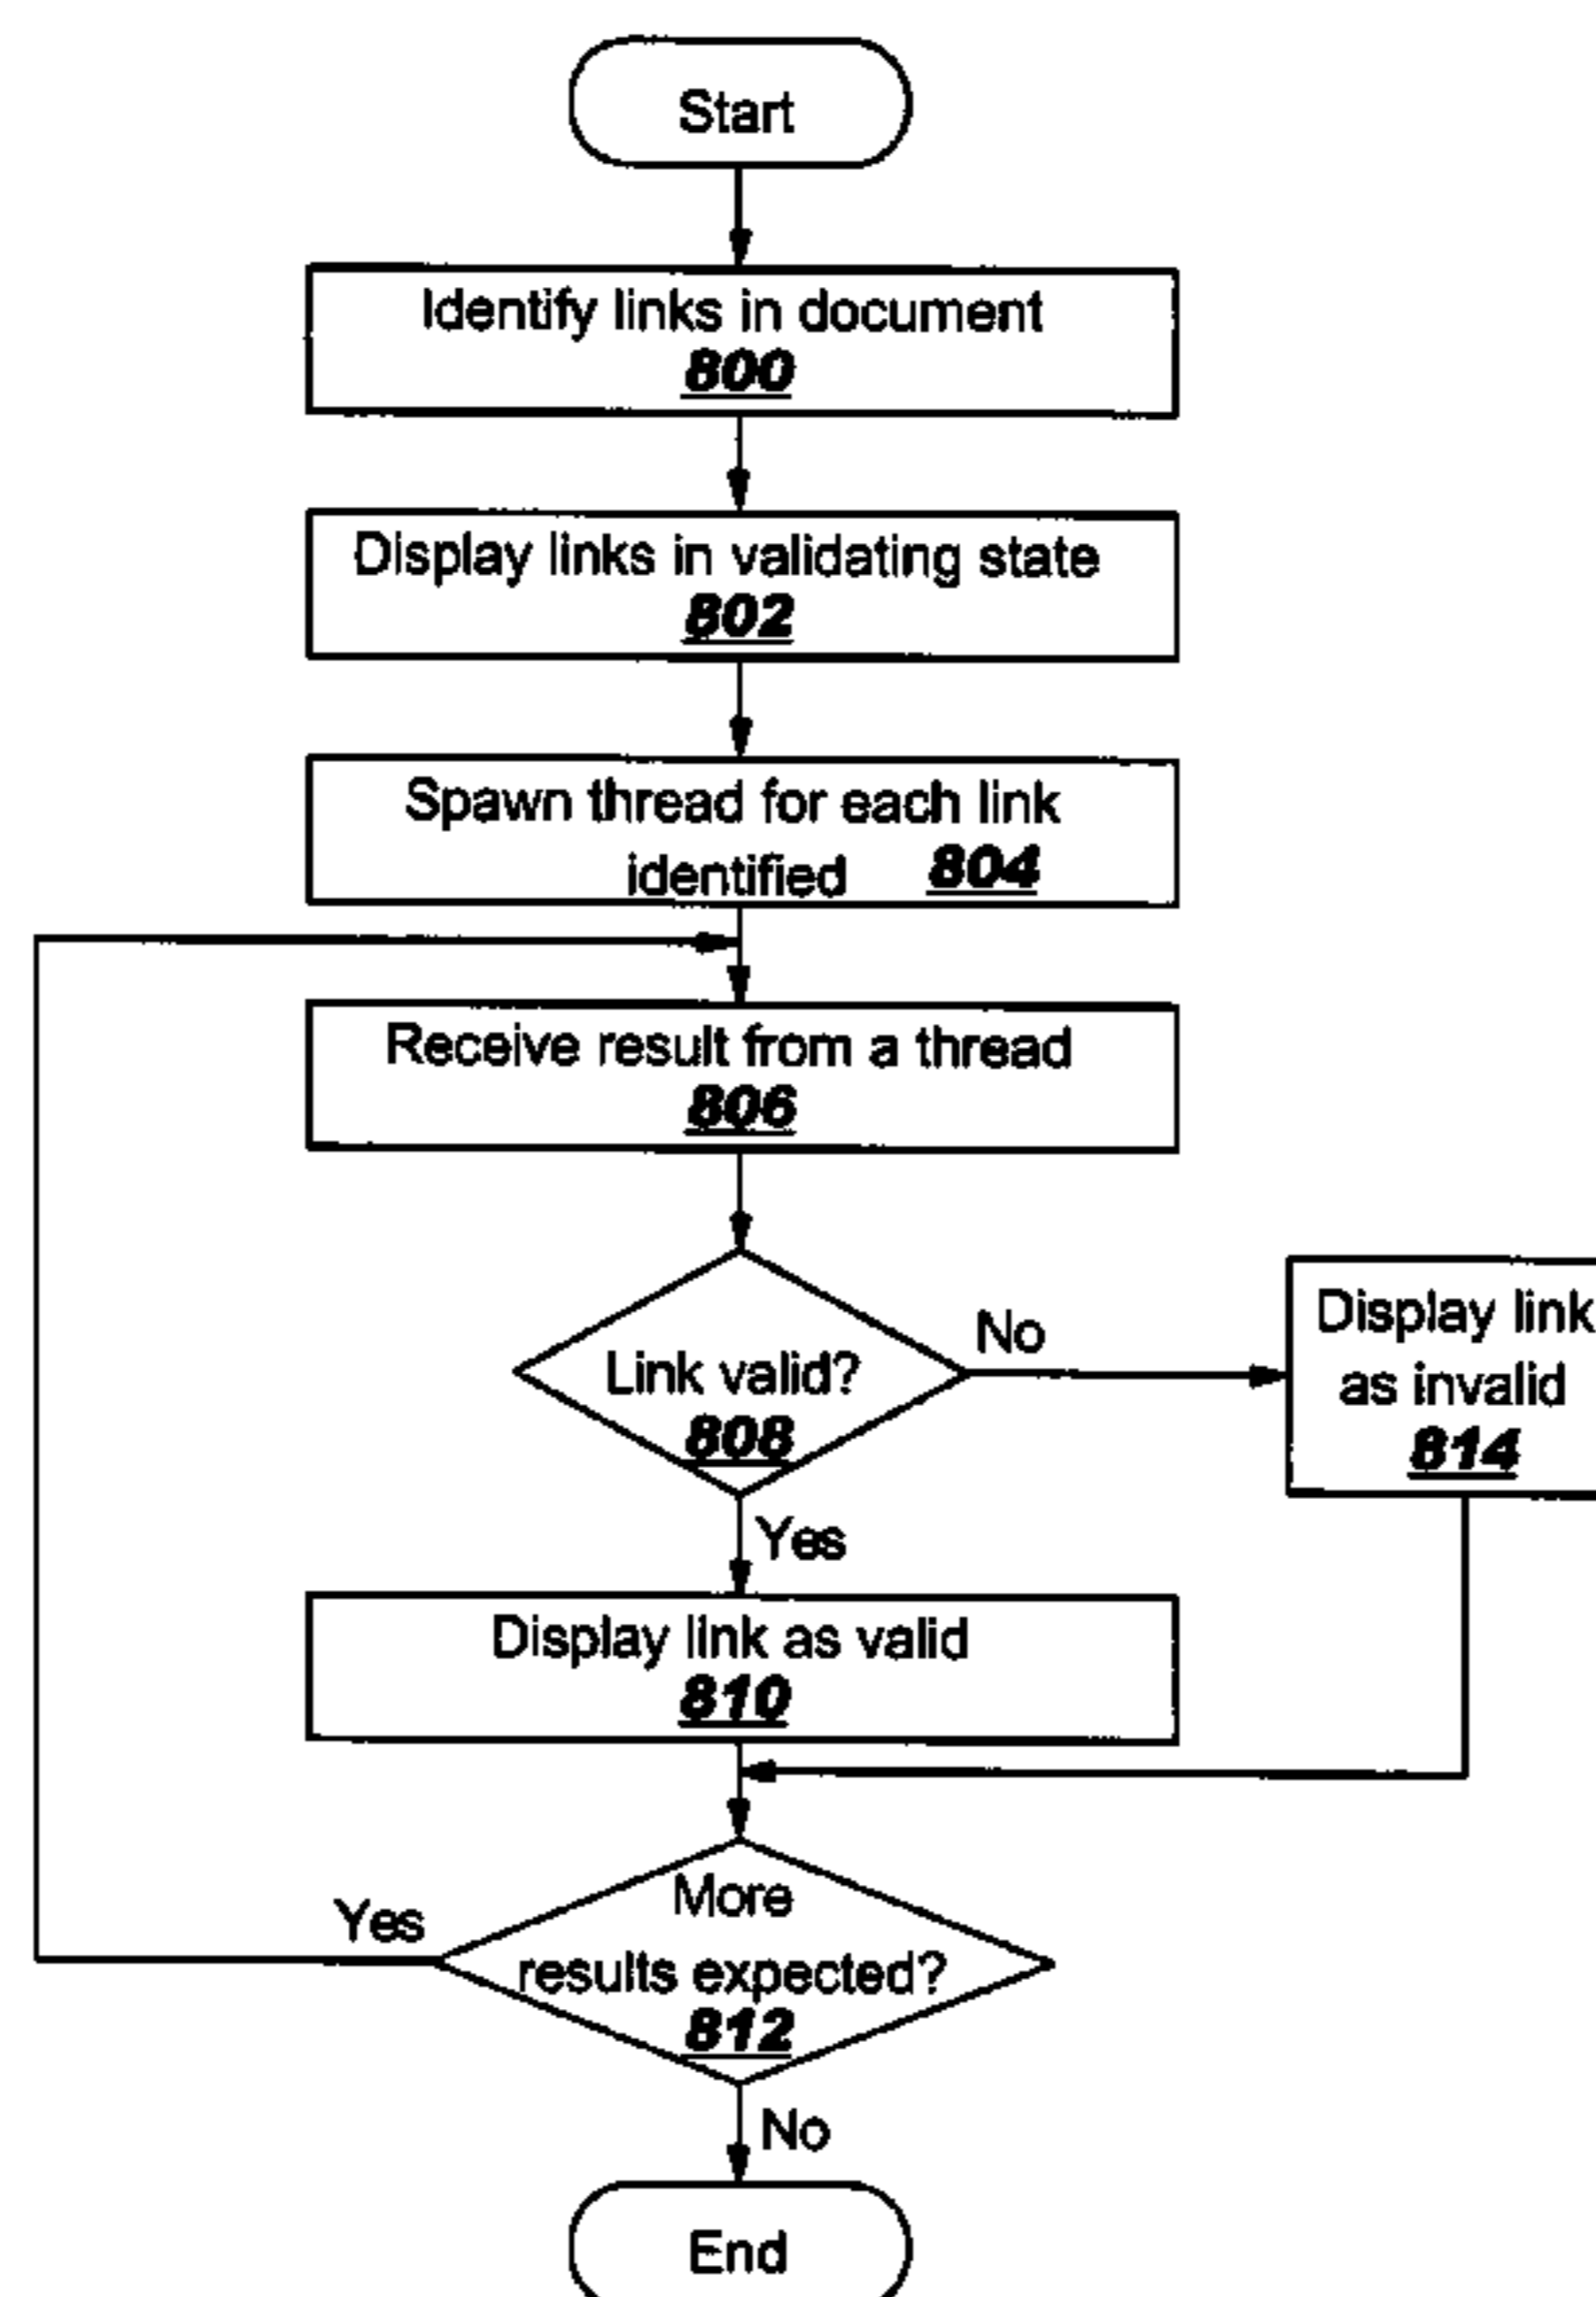 Start
Identify links in document
800
Display links in validating state
802
Spawn thread for each link
identified 804
Receive result from a thread
806
Link valid?
808
No
Display link
as invalid
814
Yes
Display link as valid
810
More
results expected?
812
Yes
No
End